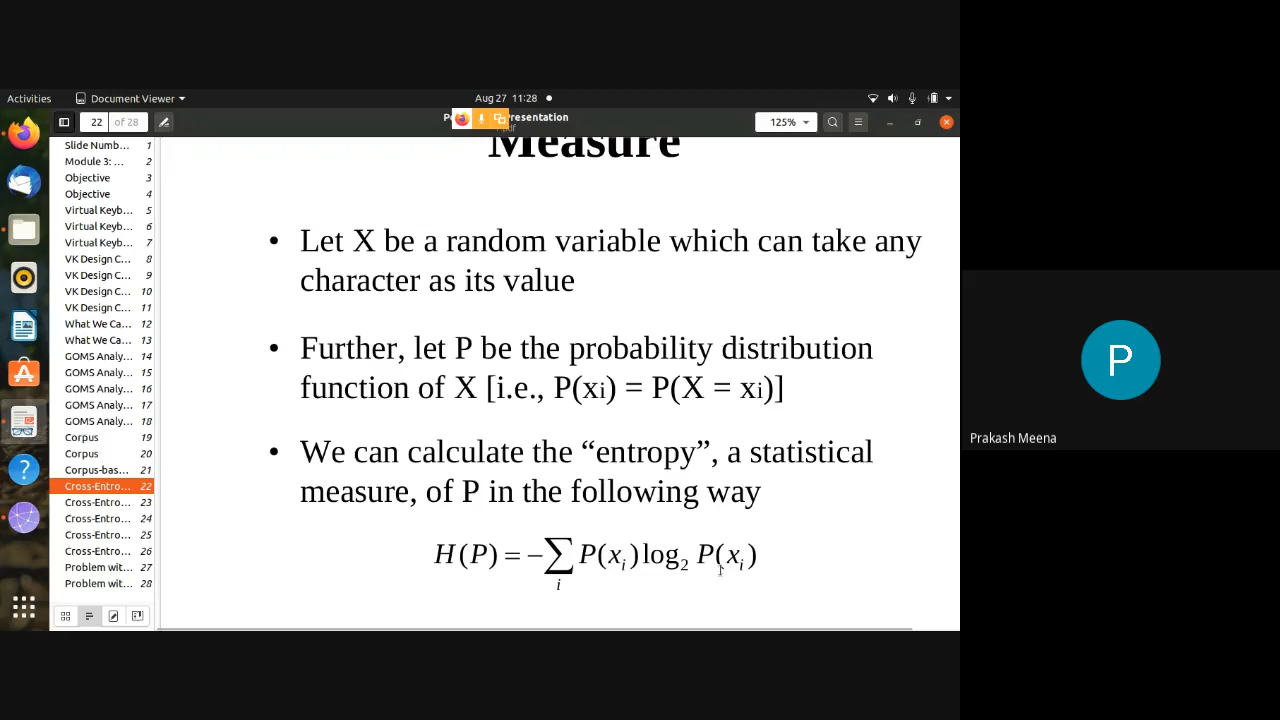 Activities
Document Viewer
Aug 27 11:28
22
of 28
Presentation
125%
Slide Numb... 1
Module 3: ... 2
Objective 3
Objective 4
Virtual Keyb... 5
Virtual Keyb... 6
Virtual Keyb... 7
VK Design C... 8
VK Design C... 9
VK Design C... 10
VK Design C... 11
What We Ca... 12
What We Ca... 13
GOMS Analy... 14
GOMS Analy... 15
GOMS Analy... 16
GOMS Analy... 17
GOMS Analy... 18
Corpus 19
Corpus 20
Corpus-bas... 21
Cross-Entro... 22
Cross-Entro... 23
Cross-Entro... 24
Cross-Entro... 25
Cross-Entro... 26
Problem wit... 27
Problem wit... 28
Measure
• Let X be a random variable which can take any
character as its value
• Further, let P be the probability distribution
function of X [i.e., P(xi) = P(X = xi)]
• We can calculate the “entropy”, a statistical
measure, of P in the following way
H(P) = −∑ᵢ P(xᵢ) log₂ P(xᵢ)
P
Prakash Meena